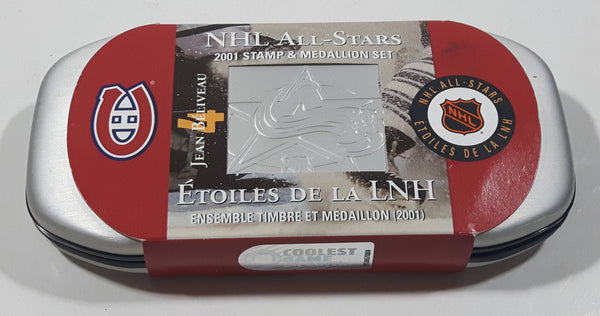 NHL ALL-STARS
2001 STAMP & MEDALLION SET
4
JEAN BÉLIVEAU
NHL ALL-STARS
NHL
ÉTOILES DE LA LNH
ÉTOILES DE LA LNH
ENSEMBLE TIMBRE ET MÉDAILLON (2001)
COOLEST
GAME